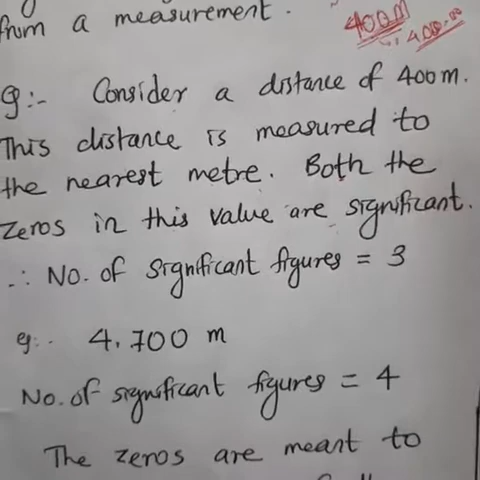 from a measurement.
400M
400.00
g:- Consider a distance of 400m.
This distance is measured to
the nearest metre. Both the
zeros in this value are significant.
∴ No. of significant figures = 3
eg:- 4.700 m
No. of significant figures = 4
The zeros are meant to